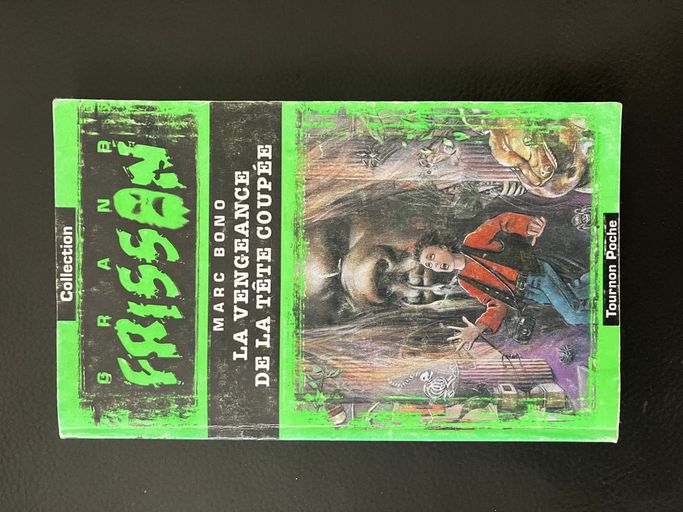 Collection
GRAND
FRISSON
MARC BONO
LA VENGEANCE
DE LA TÊTE COUPÉE
Tournon Poche